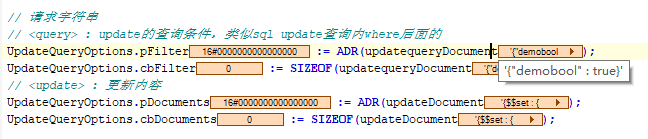 // 请求字符串
// <query> : update的查询条件，类似sql update查询内where后面的
UpdateQueryOptions.pFilter 16#0000000000000000 := ADR(updatequeryDocument '{"demobool );
UpdateQueryOptions.cbFilter 0 := SIZEOF(updatequeryDocument '{"de
'{"demobool" : true}'
// <update> : 更新内容
UpdateQueryOptions.pDocuments 16#0000000000000000 := ADR(updateDocument '{$$set : { );
UpdateQueryOptions.cbDocuments 0 := SIZEOF(updateDocument '{$$set : { );